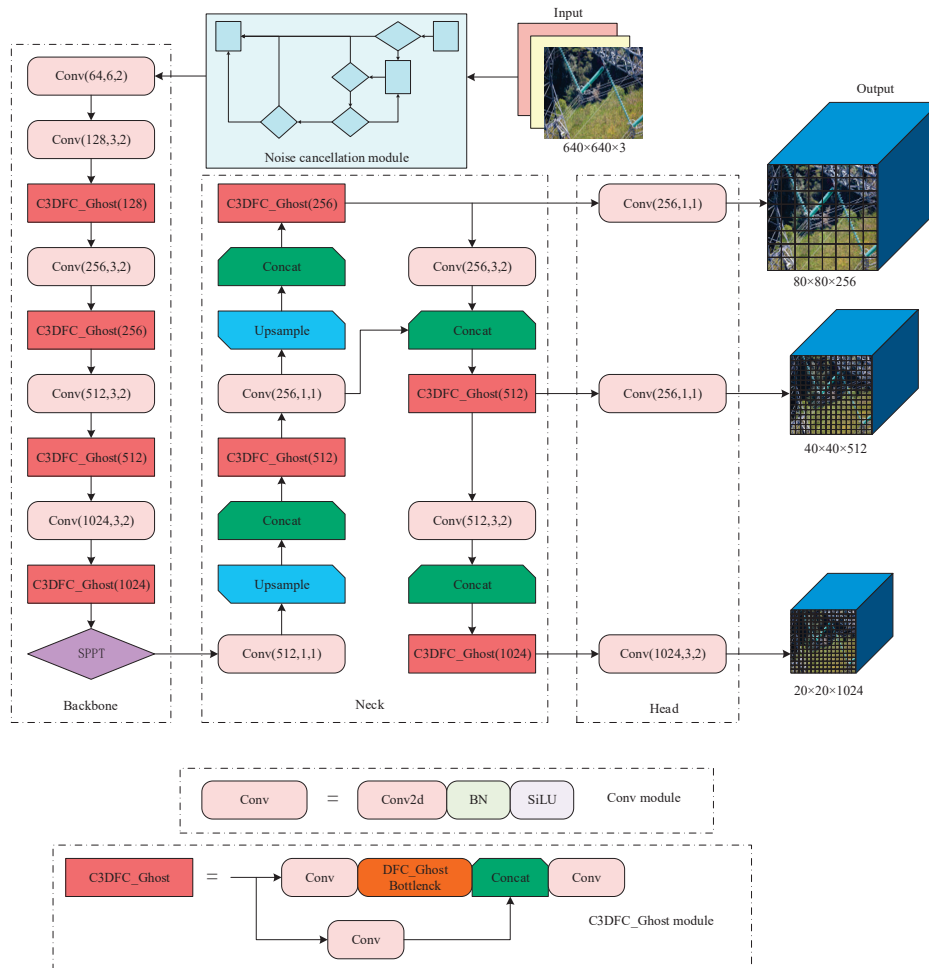 Input
640×640×3
Noise cancellation module
Output
80×80×256
40×40×512
20×20×1024
Conv(64,6,2)
Conv(128,3,2)
C3DFC_Ghost(128)
Conv(256,3,2)
C3DFC_Ghost(256)
Conv(512,3,2)
C3DFC_Ghost(512)
Conv(1024,3,2)
C3DFC_Ghost(1024)
SPPT
Backbone
C3DFC_Ghost(256)
Concat
Upsample
Conv(256,1,1)
C3DFC_Ghost(512)
Concat
Upsample
Conv(512,1,1)
Conv(256,3,2)
Concat
C3DFC_Ghost(512)
Conv(512,3,2)
Concat
C3DFC_Ghost(1024)
Neck
Conv(256,1,1)
Conv(256,1,1)
Conv(1024,3,2)
Head
Conv
=
Conv2d
BN
SiLU
Conv module
C3DFC_Ghost
=
Conv
DFC_Ghost
Bottlenck
Concat
Conv
Conv
C3DFC_Ghost module